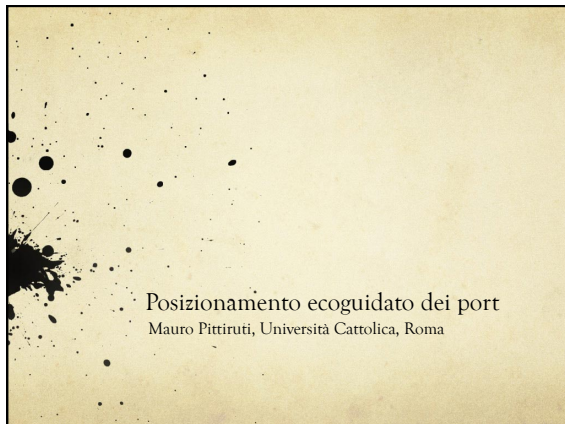 Posizionamento ecoguidato dei port
Mauro Pittiruti, Università Cattolica, Roma